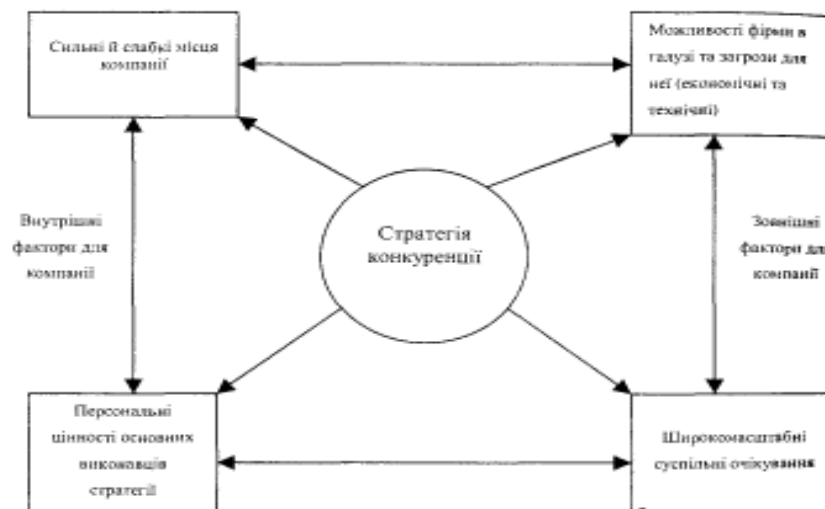 Сильні й слабкі місця
компанії
Можливості фірми в
галузі та загрози для
неї (економічні та
технічні)
Внутрішні
фактори для
компанії
Стратегія
конкуренції
Зовнішні
фактори для
компанії
Персональні
цінності основних
виконавців
стратегії
Широкомасштабні
суспільні очікування